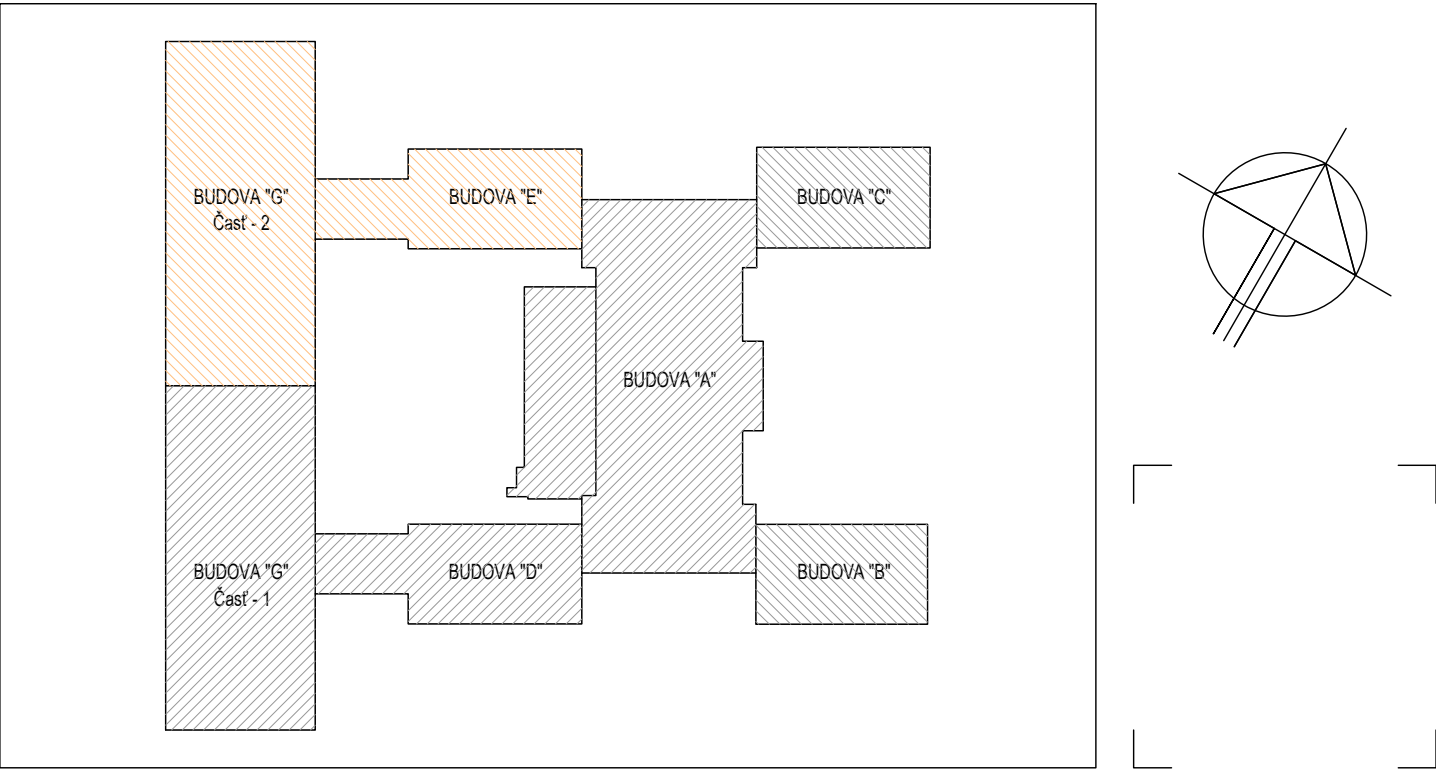 BUDOVA "G"
Časť - 2
BUDOVA "E"
BUDOVA "C"
BUDOVA "A"
BUDOVA "G"
Časť - 1
BUDOVA "D"
BUDOVA "B"